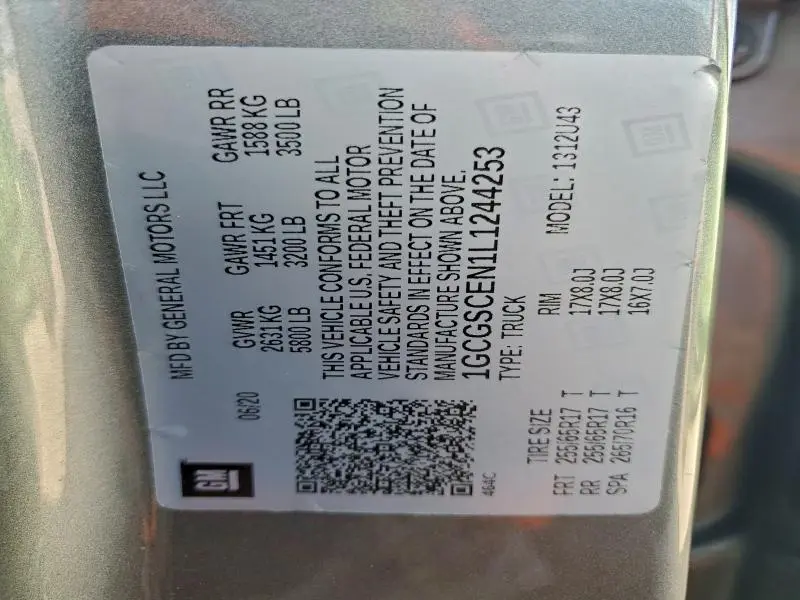 GM
MFD BY GENERAL MOTORS LLC
06/20
GVWR GAWR FRT GAWR RR
2631 KG 1451 KG 1588 KG
5800 LB 3200 LB 3500 LB
THIS VEHICLE CONFORMS TO ALL
APPLICABLE U.S. FEDERAL MOTOR
VEHICLE SAFETY AND THEFT PREVENTION
STANDARDS IN EFFECT ON THE DATE OF
MANUFACTURE SHOWN ABOVE.
1GCGSCEN1L1244253
464C
TYPE: TRUCK
MODEL: 1312U43
TIRE SIZE RIM
FRT 255/65R17 T 17X8.0J
RR 255/65R17 T 17X8.0J
SPA 265/70R16 T 16X7.0J